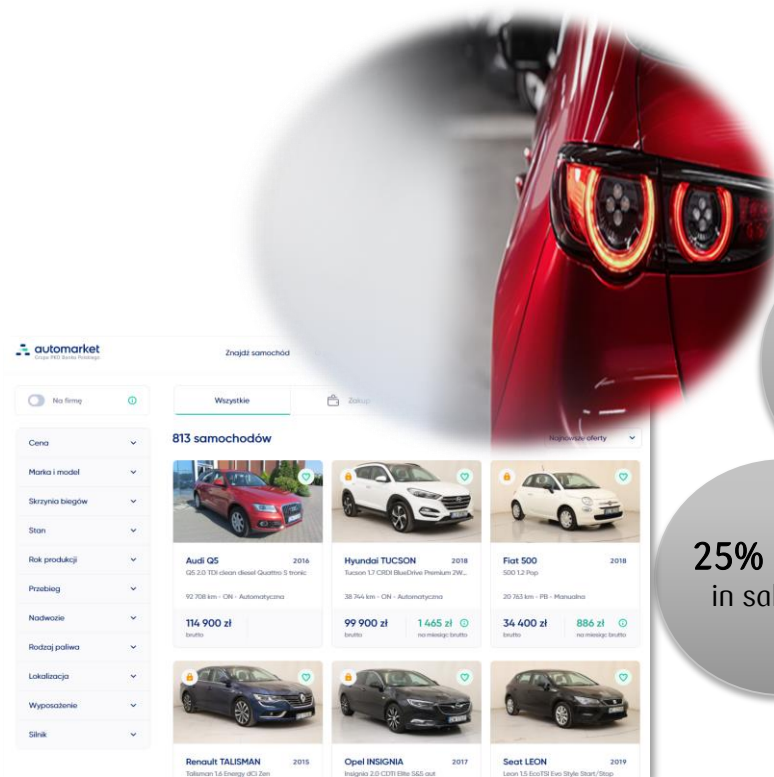 automarket
Grupa PKO Banku Polskiego
Znajdź samochód
Na firmę
Wszystkie
Zakup
813 samochodów
Najnowsze oferty
Cena
Marka i model
Skrzynia biegów
Stan
Rok produkcji
Przebieg
Nadwozie
Rodzaj paliwa
Lokalizacja
Wyposażenie
Silnik
Audi Q5 2016
Q5 2.0 TDI clean diesel Quattro S tronic
92 708 km - ON - Automatyczna
114 900 zł
brutto
Hyundai TUCSON 2018
Tucson 1.7 CRDI BlueDrive Premium 2W...
38 744 km - ON - Automatyczna
99 900 zł 1 465 zł
brutto na miesiąc brutto
Fiat 500 2018
500 1.2 Pop
20 763 km - PB - Manualna
34 400 zł 886 zł
brutto na miesiąc brutto
Renault TALISMAN 2015
Talisman 1.6 Energy dCi Zen
Opel INSIGNIA 2017
Insignia 2.0 CDTI Elite S&S aut
Seat LEON 2019
Leon 1.5 EcoTSI Evo Style Start/Stop
25%
in sal